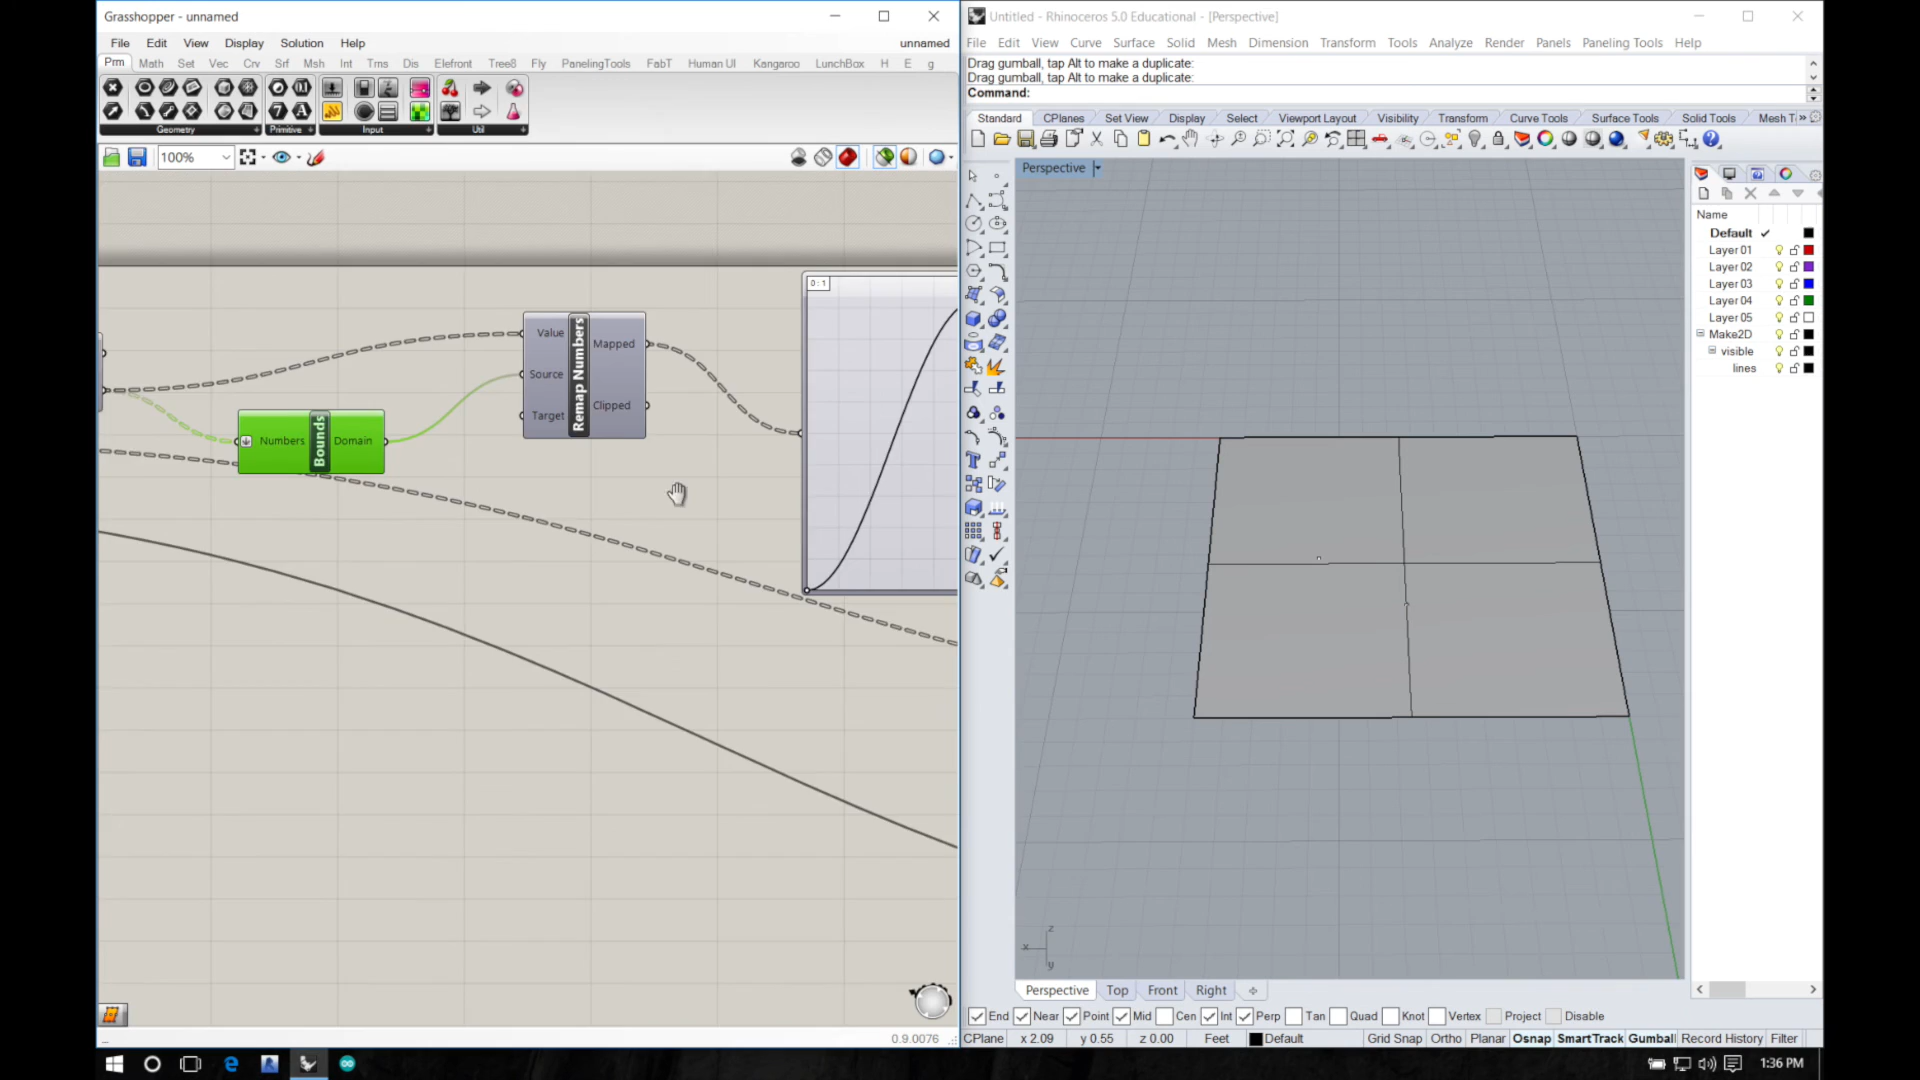 Grasshopper - unnamed
File Edit View Display Solution Help
unnamed
Prm Math Set Vec Crv Srf Msh Int Trns Dis Elefront Tree8 Fly PanelingTools FabT Human UI Kangaroo LunchBox H E g
Geometry
Primitive
Input
Util
100%
0 : 1
Value
Source
Target
Remap Numbers
Mapped
Clipped
Numbers
Bounds
Domain
0.9.0076
Untitled - Rhinoceros 5.0 Educational - [Perspective]
File Edit View Curve Surface Solid Mesh Dimension Transform Tools Analyze Render Panels Paneling Tools Help
Drag gumball, tap Alt to make a duplicate:
Drag gumball, tap Alt to make a duplicate:
Command:
Standard CPlanes Set View Display Select Viewport Layout Visibility Transform Curve Tools Surface Tools Solid Tools Mesh T
Perspective
z
x
y
Name
Default
Layer 01
Layer 02
Layer 03
Layer 04
Layer 05
Make2D
visible
lines
Perspective Top Front Right
End Near Point Mid Cen Int Perp Tan Quad Knot Vertex Project Disable
CPlane x 2.09 y 0.55 z 0.00 Feet Default Grid Snap Ortho Planar Osnap SmartTrack Gumball Record History Filter
1:36 PM